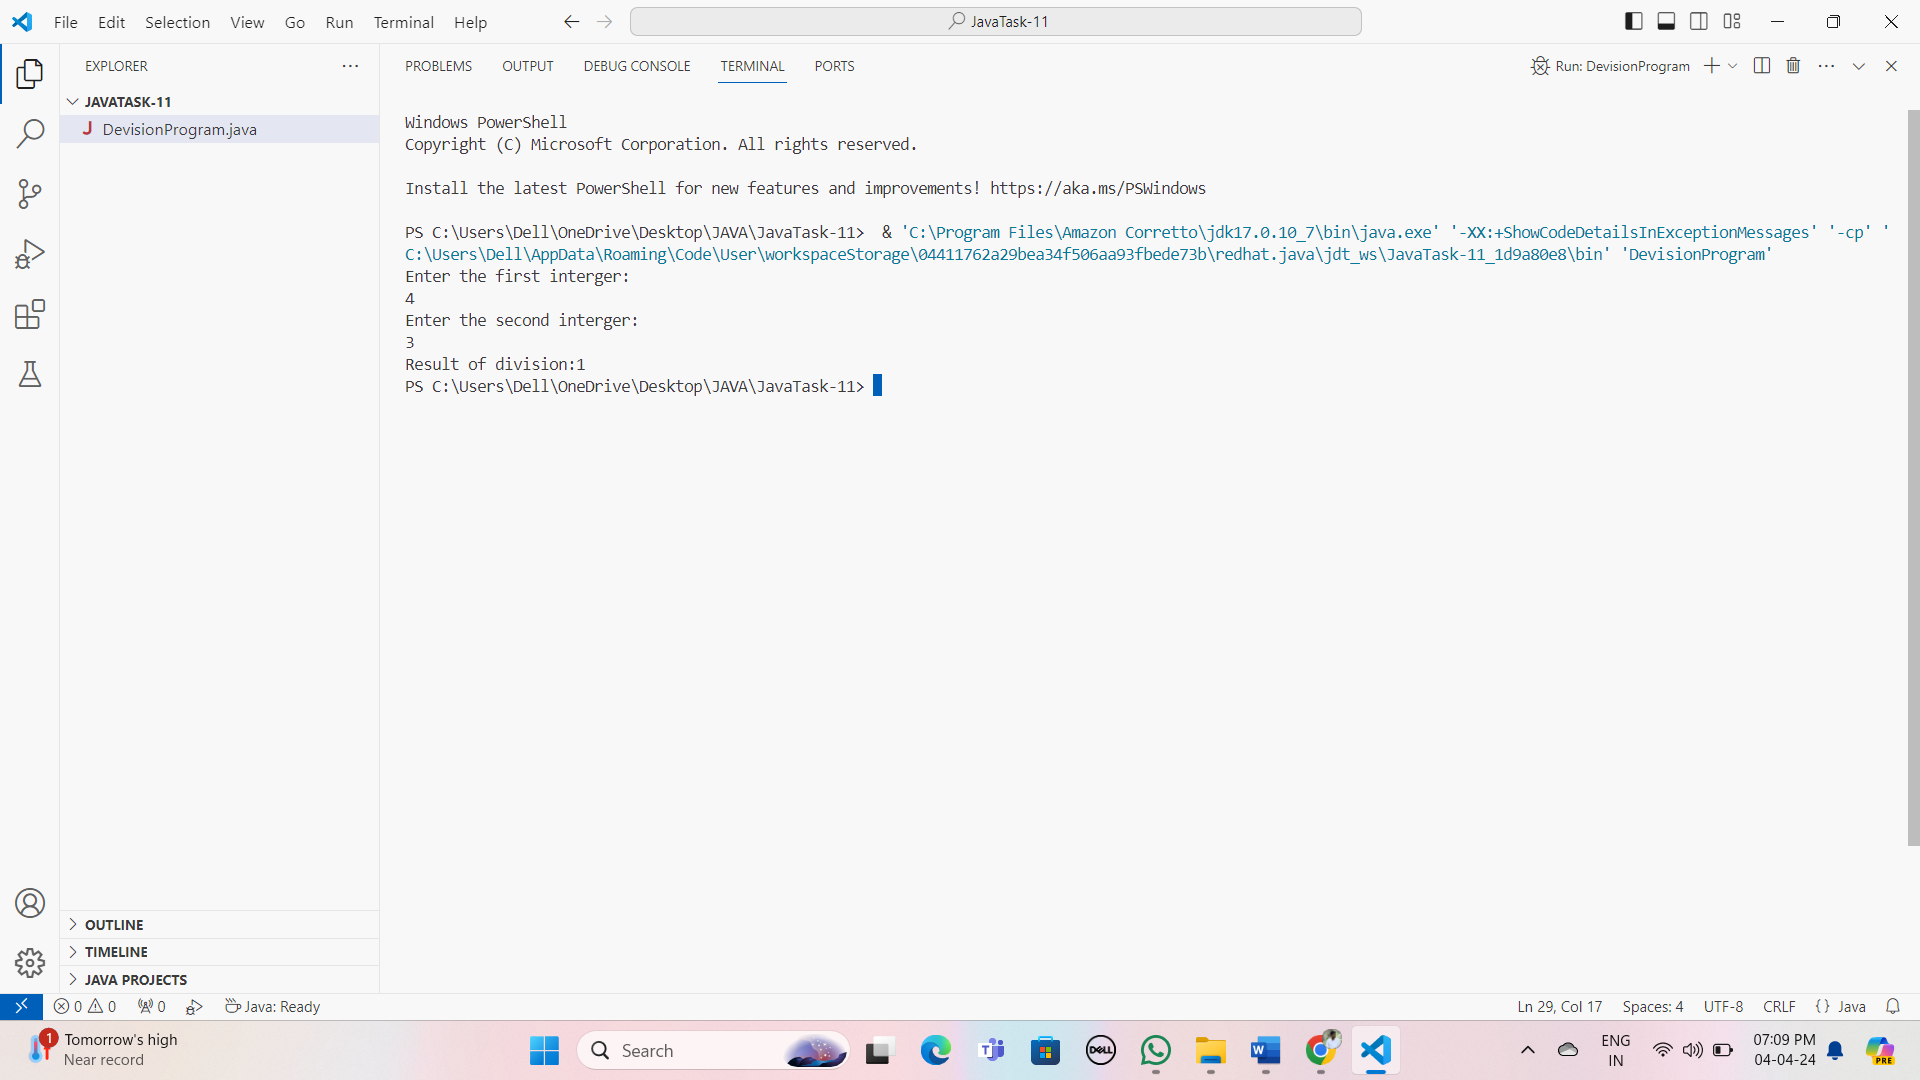 File Edit Selection View Go Run Terminal Help
JavaTask-11
EXPLORER
PROBLEMS OUTPUT DEBUG CONSOLE TERMINAL PORTS
Run: DevisionProgram
JAVATASK-11
J DevisionProgram.java
Windows PowerShell
Copyright (C) Microsoft Corporation. All rights reserved.
Install the latest PowerShell for new features and improvements! https://aka.ms/PSWindows
PS C:\Users\Dell\OneDrive\Desktop\JAVA\JavaTask-11>  & 'C:\Program Files\Amazon Corretto\jdk17.0.10_7\bin\java.exe' '-XX:+ShowCodeDetailsInExceptionMessages' '-cp' '
C:\Users\Dell\AppData\Roaming\Code\User\workspaceStorage\04411762a29bea34f506aa93fbede73b\redhat.java\jdt_ws\JavaTask-11_1d9a80e8\bin' 'DevisionProgram'
Enter the first interger:
4
Enter the second interger:
3
Result of division:1
PS C:\Users\Dell\OneDrive\Desktop\JAVA\JavaTask-11>
OUTLINE
TIMELINE
JAVA PROJECTS
0 0 0 Java: Ready
Ln 29, Col 17 Spaces: 4 UTF-8 CRLF {} Java
1
Tomorrow's high
Near record
Search
DELL
W
ENG
IN
07:09 PM
04-04-24
PRE